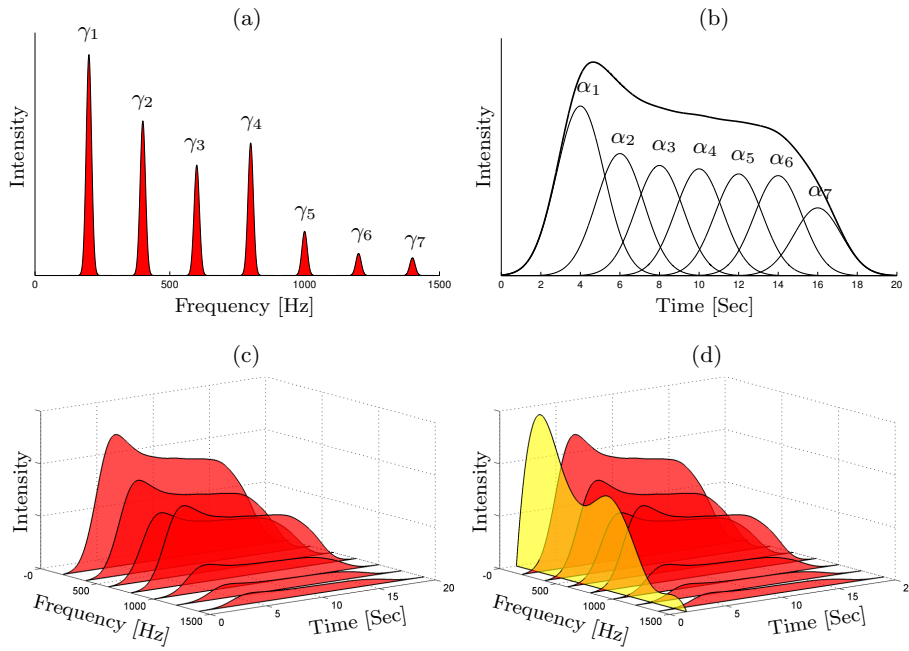 (a)
γ1
γ2
γ3
γ4
γ5
γ6
γ7
Intensity
0 500 1000 1500
Frequency [Hz]
(b)
α1
α2
α3
α4
α5
α6
α7
Intensity
0 2 4 6 8 10 12 14 16 18 20
Time [Sec]
(c)
Intensity
-0
500
1000
1500
Frequency [Hz]
0
5
10
15
20
Time [Sec]
(d)
Intensity
-0
500
1000
1500
Frequency [Hz]
0
5
10
15
2
Time [Sec]